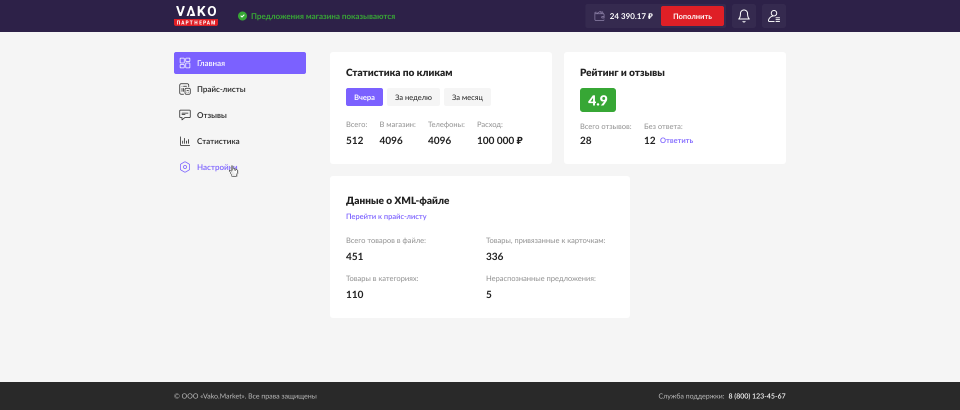 VAKO
ПАРТНЕРАМ
Предложения магазина показываются
24 390.17 ₽
Пополнить
Главная
Прайс-листы
Отзывы
Статистика
Настройки
Статистика по кликам
Вчера За неделю За месяц
Всего: В магазин: Телефоны: Расход:
512 4096 4096 100 000 ₽
Рейтинг и отзывы
4.9
Всего отзывов: Без ответа:
28 12 Ответить
Данные о XML-файле
Перейти к прайс-листу
Всего товаров в файле: Товары, привязанные к карточкам:
451 336
Товары в категориях: Нераспознанные предложения:
110 5
© ООО «Vako.Market». Все права защищены
Служба поддержки: 8 (800) 123-45-67